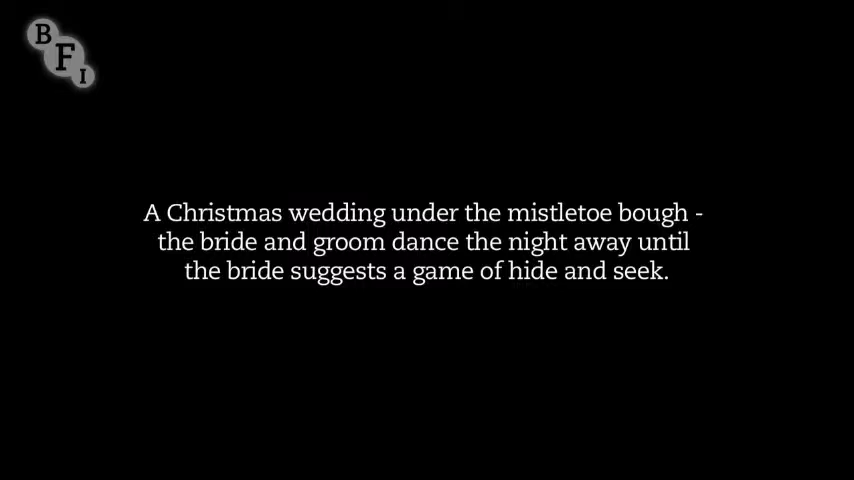 BFI
A Christmas wedding under the mistletoe bough -
the bride and groom dance the night away until
the bride suggests a game of hide and seek.